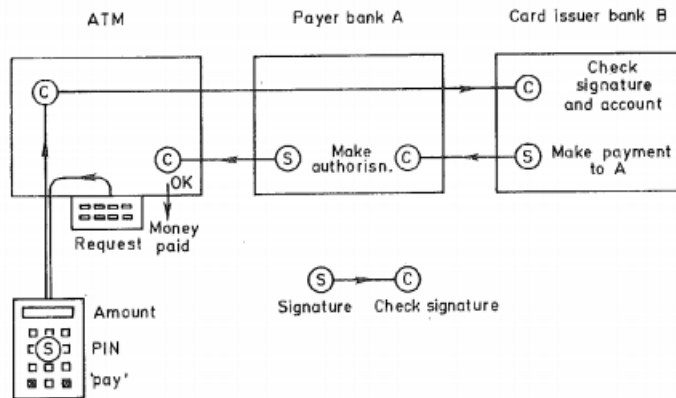 ATM
Payer bank A
Card issuer bank B
C
C
Check
signature
and account
C
OK
S
Make
authorisn.
C
S
Make payment
to A
Request
Money
paid
S
C
Signature
Check signature
Amount
S
PIN
'pay'